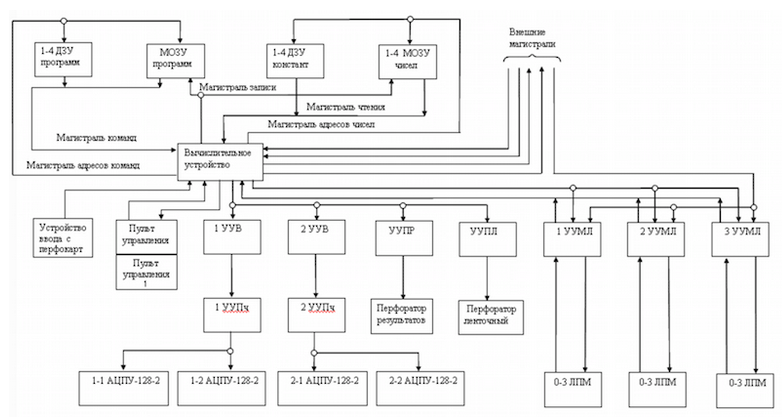 Внешние
магистрали
1-4 ДЗУ
программ
МОЗУ
программ
1-4 ДЗУ
констант
1-4 МОЗУ
чисел
Магистраль записи
Магистраль чтения
Магистраль адресов чисел
Магистраль команд
Вычислительное
устройство
Магистраль адресов команд
Устройство
ввода с
перфокарт
Пульт
управления
Пульт
управления
1
1 УУВ
2 УУВ
УУПР
УУПЛ
1 УУМЛ
2 УУМЛ
3 УУМЛ
1 УУПч
2 УУПч
Перфоратор
результатов
Перфоратор
ленточный
1-1 АЦПУ-128-2
1-2 АЦПУ-128-2
2-1 АЦПУ-128-2
2-2 АЦПУ-128-2
0-3 ЛПМ
0-3 ЛПМ
0-3 ЛПМ